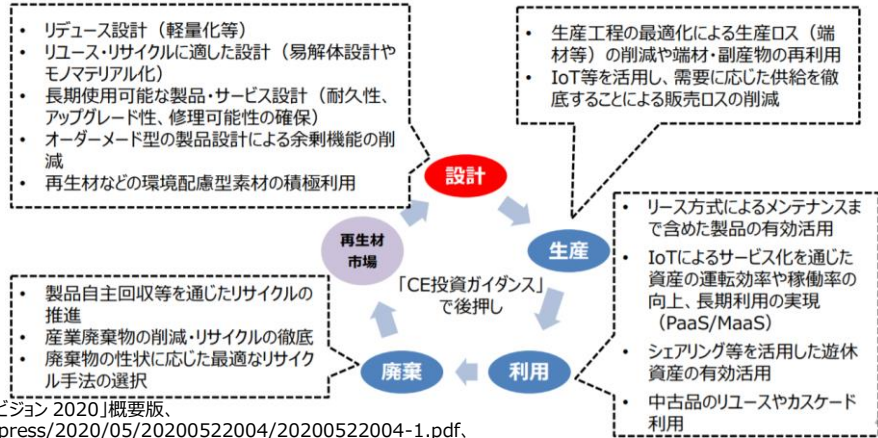 • リデュース設計（軽量化等）
• リユース・リサイクルに適した設計（易解体設計や
モノマテリアル化）
• 長期使用可能な製品・サービス設計（耐久性、
アップグレード性、修理可能性の確保）
• オーダーメード型の製品設計による余剰機能の削
減
• 再生材などの環境配慮型素材の積極利用
• 生産工程の最適化による生産ロス（端
材等）の削減や端材・副産物の再利用
• IoT等を活用し、需要に応じた供給を徹
底することによる販売ロスの削減
設計
生産
• リース方式によるメンテナンスま
で含めた製品の有効活用
• IoTによるサービス化を通じた
資産の運転効率や稼働率の
向上、長期利用の実現
（PaaS/MaaS）
• シェアリング等を活用した遊休
資産の有効活用
• 中古品のリユースやカスケード
利用
利用
廃棄
• 製品自主回収等を通じたリサイクルの
推進
• 産業廃棄物の削減・リサイクルの徹底
• 廃棄物の性状に応じた最適なリサイク
ル手法の選択
再生材
市場
「CE投資ガイダンス」
で後押し
ビジョン 2020」概要版、
press/2020/05/20200522004/20200522004-1.pdf、